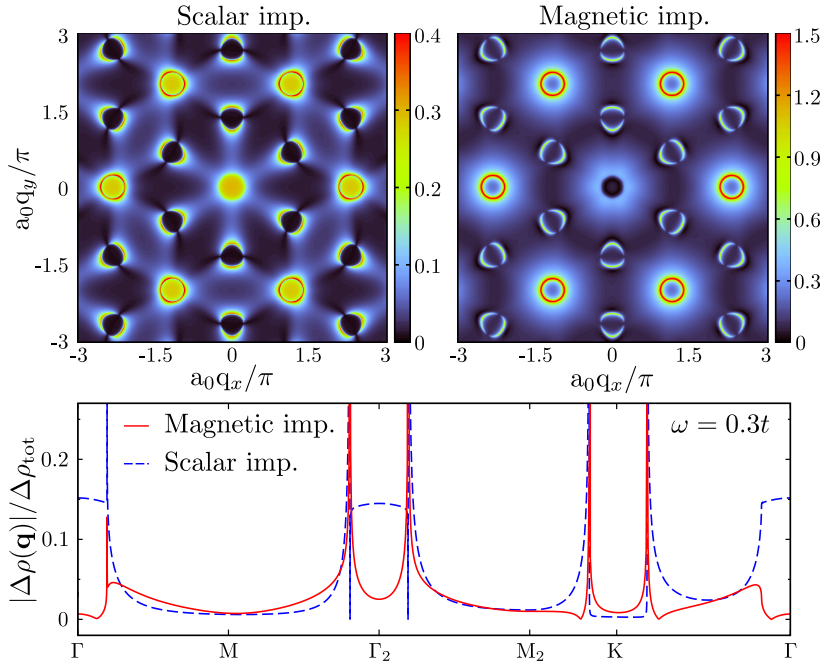 Scalar imp.
Magnetic imp.
3
1.5
0
-1.5
-3
a₀q_y/π
-3
-1.5
0
1.5
3
a₀qₓ/π
0.4
0.3
0.2
0.1
0
-3
-1.5
0
1.5
3
a₀qₓ/π
1.5
1.2
0.9
0.6
0.3
0
|Δρ(q)|/Δρ_tot
0.2
0.1
0
Magnetic imp.
Scalar imp.
ω = 0.3t
Γ
M
Γ₂
M₂
K
Γ